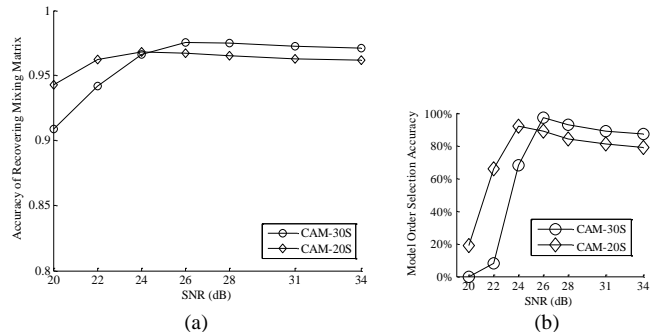 Accuracy of Recovering Mixing Matrix
1
0.95
0.9
0.85
0.8
20 22 24 26 28 31 34
SNR (dB)
CAM-30S
CAM-20S
(a)
Model Order Selection Accuracy
100%
80%
60%
40%
20%
0%
20 22 24 26 28 31 34
SNR (dB)
CAM-30S
CAM-20S
(b)